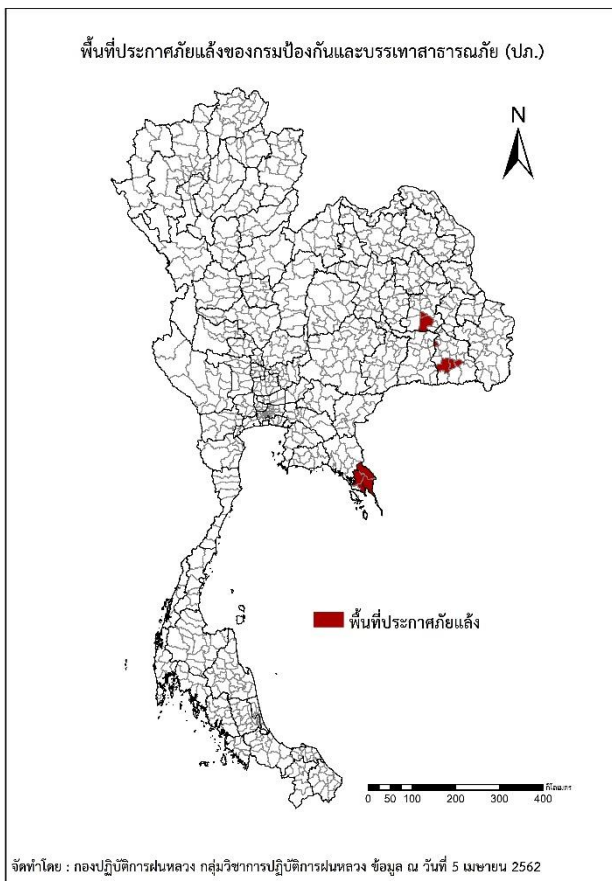 พื้นที่ประกาศภัยแล้งของกรมป้องกันและบรรเทาสาธารณภัย (ปภ.)
N
พื้นที่ประกาศภัยแล้ง
กิโลเมตร
0 50 100 200 300 400
จัดทำโดย : กองปฏิบัติการฝนหลวง กลุ่มวิชาการปฏิบัติการฝนหลวง ข้อมูล ณ วันที่ 5 เมษายน 2562